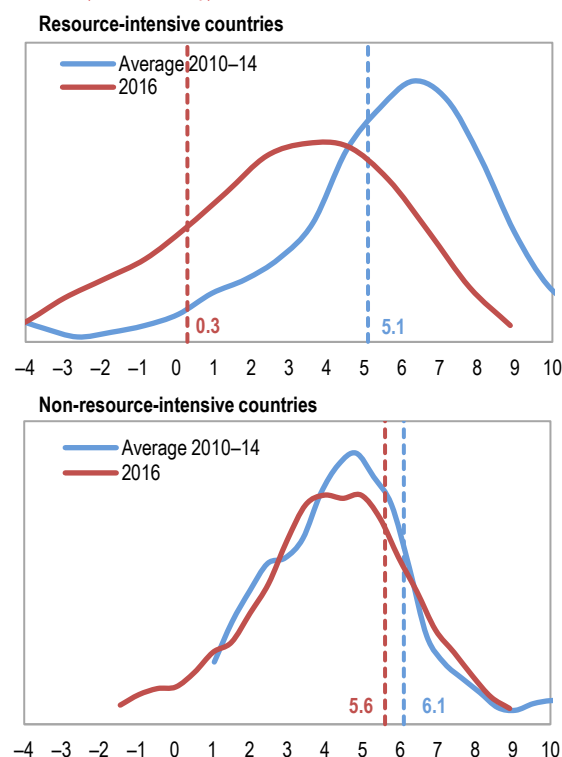 Resource-intensive countries
Average 2010–14
2016
0.3
5.1
–4 –3 –2 –1 0 1 2 3 4 5 6 7 8 9 10
Non-resource-intensive countries
Average 2010–14
2016
5.6
6.1
–4 –3 –2 –1 0 1 2 3 4 5 6 7 8 9 10